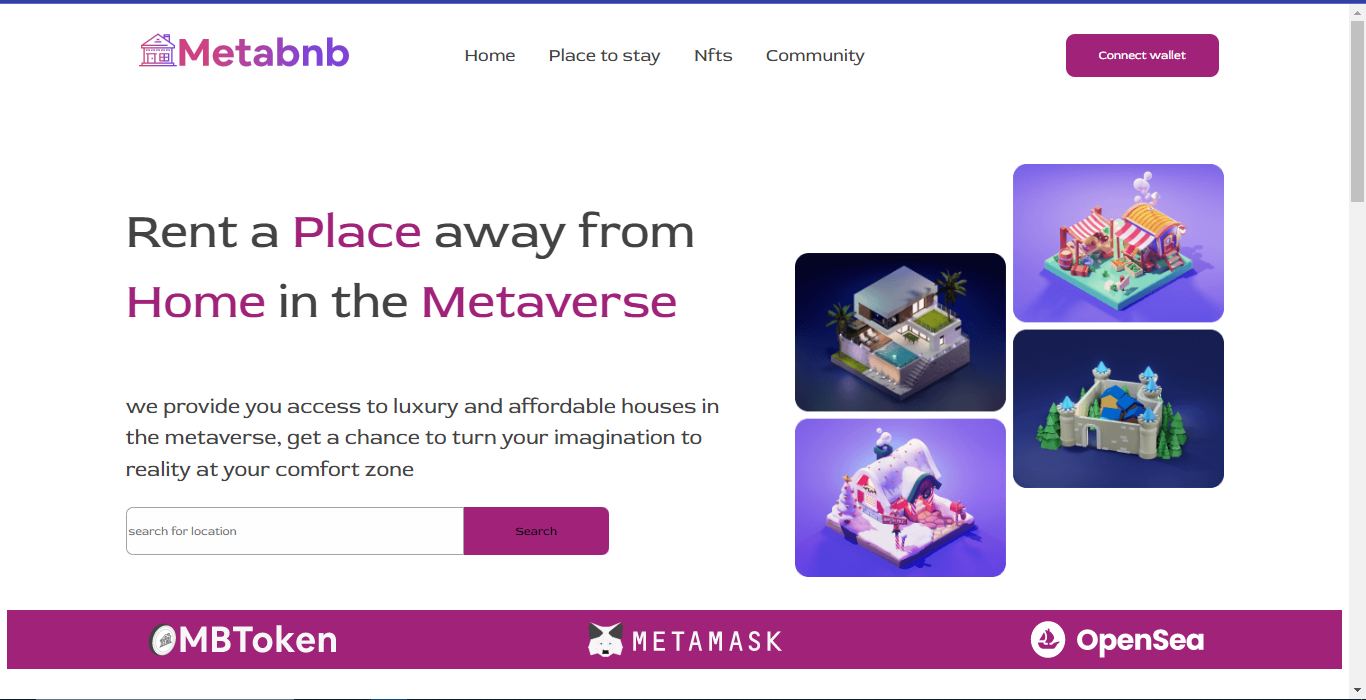 Metabnb
Home Place to stay Nfts Community
Connect wallet
Rent a Place away from
Home in the Metaverse
we provide you access to luxury and affordable houses in
the metaverse, get a chance to turn your imagination to
reality at your comfort zone
search for location
Search
MBToken
METAMASK
OpenSea